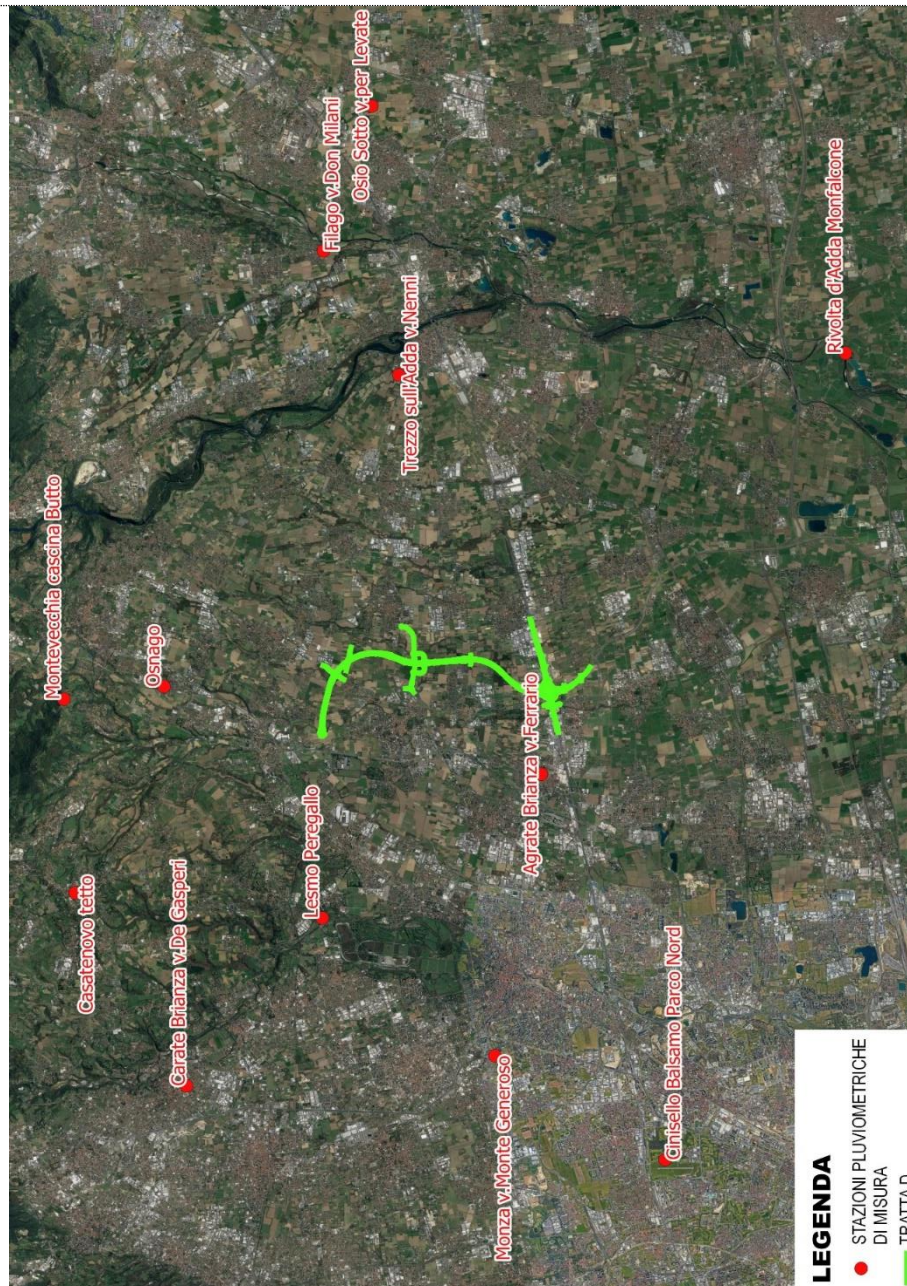 Montevecchia cascina Butto
Casatenovo tetto
Osnago
Carate Brianza v.De Gasperi
Lesmo Peregallo
Filago v.Don Milani
Osio Sotto v.per Levate
Trezzo sull'Adda v.Nenni
Monza v.Monte Generoso
Agrate Brianza v.Ferrario
Cinisello Balsamo Parco Nord
Rivolta d'Adda Monfalcone
LEGENDA
STAZIONI PLUVIOMETRICHE
DI MISURA
TRATTA D